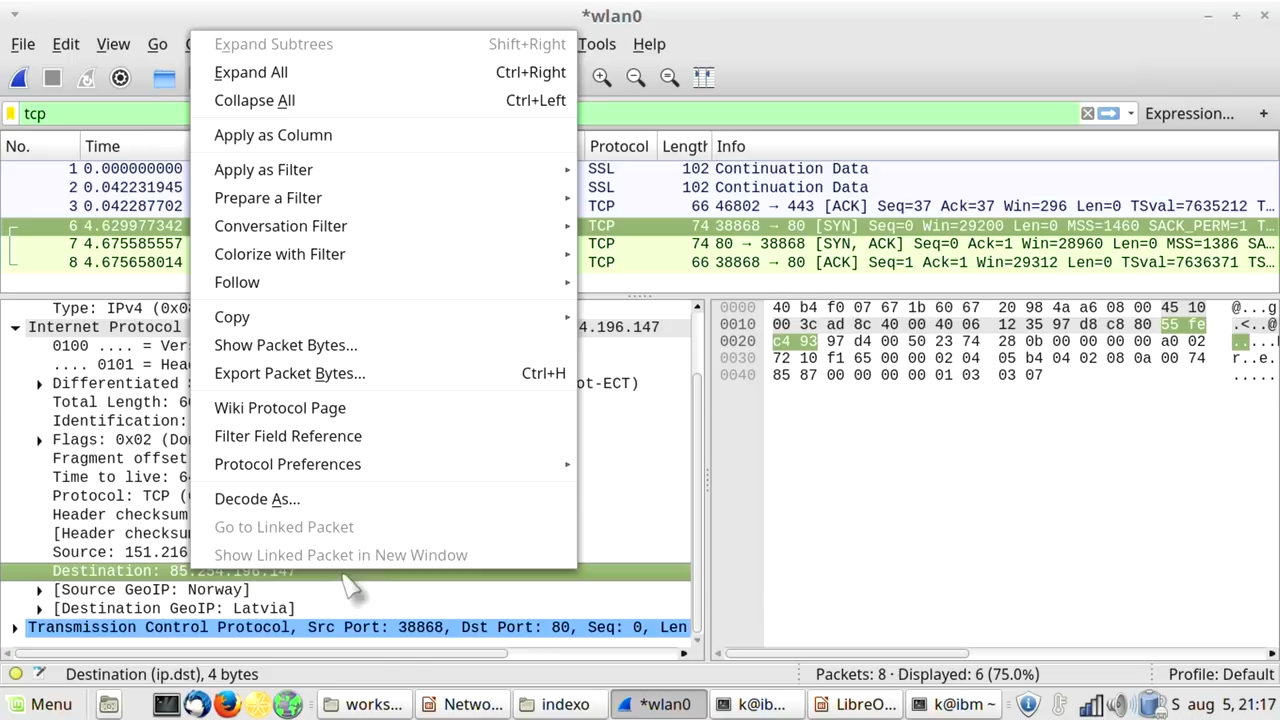 *wlan0
File Edit View Go Tools Help
Expand Subtrees Shift+Right
Expand All Ctrl+Right
Collapse All Ctrl+Left
Apply as Column
Apply as Filter
Prepare a Filter
Conversation Filter
Colorize with Filter
Follow
Copy
Show Packet Bytes...
Export Packet Bytes... Ctrl+H
Wiki Protocol Page
Filter Field Reference
Protocol Preferences
Decode As...
Go to Linked Packet
Show Linked Packet in New Window
tcp Expression... +
No. Time Protocol Length Info
1 0.000000000 SSL 102 Continuation Data
2 0.042231945 SSL 102 Continuation Data
3 0.042287702 TCP 66 46802 → 443 [ACK] Seq=37 Ack=37 Win=296 Len=0 TSval=7635212 T…
6 4.629977342 TCP 74 38868 → 80 [SYN] Seq=0 Win=29200 Len=0 MSS=1460 SACK_PERM=1 T…
7 4.675585557 TCP 74 80 → 38868 [SYN, ACK] Seq=0 Ack=1 Win=28960 Len=0 MSS=1386 SA…
8 4.675658014 TCP 66 38868 → 80 [ACK] Seq=1 Ack=1 Win=29312 Len=0 TSval=7636371 T…
Type: IPv4 (0x08
Internet Protocol 4.196.147
0100 .... = Vers
.... 0101 = Head
Differentiated S ot-ECT)
Total Length: 60
Identification:
Flags: 0x02 (Don
Fragment offset
Time to live: 64
Protocol: TCP (
Header checksum
[Header checksum
Source: 151.216
Destination: 85.254.196.147
[Source GeoIP: Norway]
[Destination GeoIP: Latvia]
Transmission Control Protocol, Src Port: 38868, Dst Port: 80, Seq: 0, Len
0000 40 b4 f0 07 67 1b 60 67 20 98 4a a6 08 00 45 10 @...g
0010 00 3c ad 8c 40 00 40 06 12 35 97 d8 c8 80 55 fe .<..@
0020 c4 93 97 d4 00 50 23 74 28 0b 00 00 00 00 a0 02 .....
0030 72 10 f1 65 00 00 02 04 05 b4 04 02 08 0a 00 74 r..e.
0040 85 87 00 00 00 00 01 03 03 07 .....
Destination (ip.dst), 4 bytes Packets: 8 · Displayed: 6 (75.0%) Profile: Default
Menu works... Netwo... indexo *wlan0 k@ib... LibreO... k@ibm ~ S aug 5, 21:17